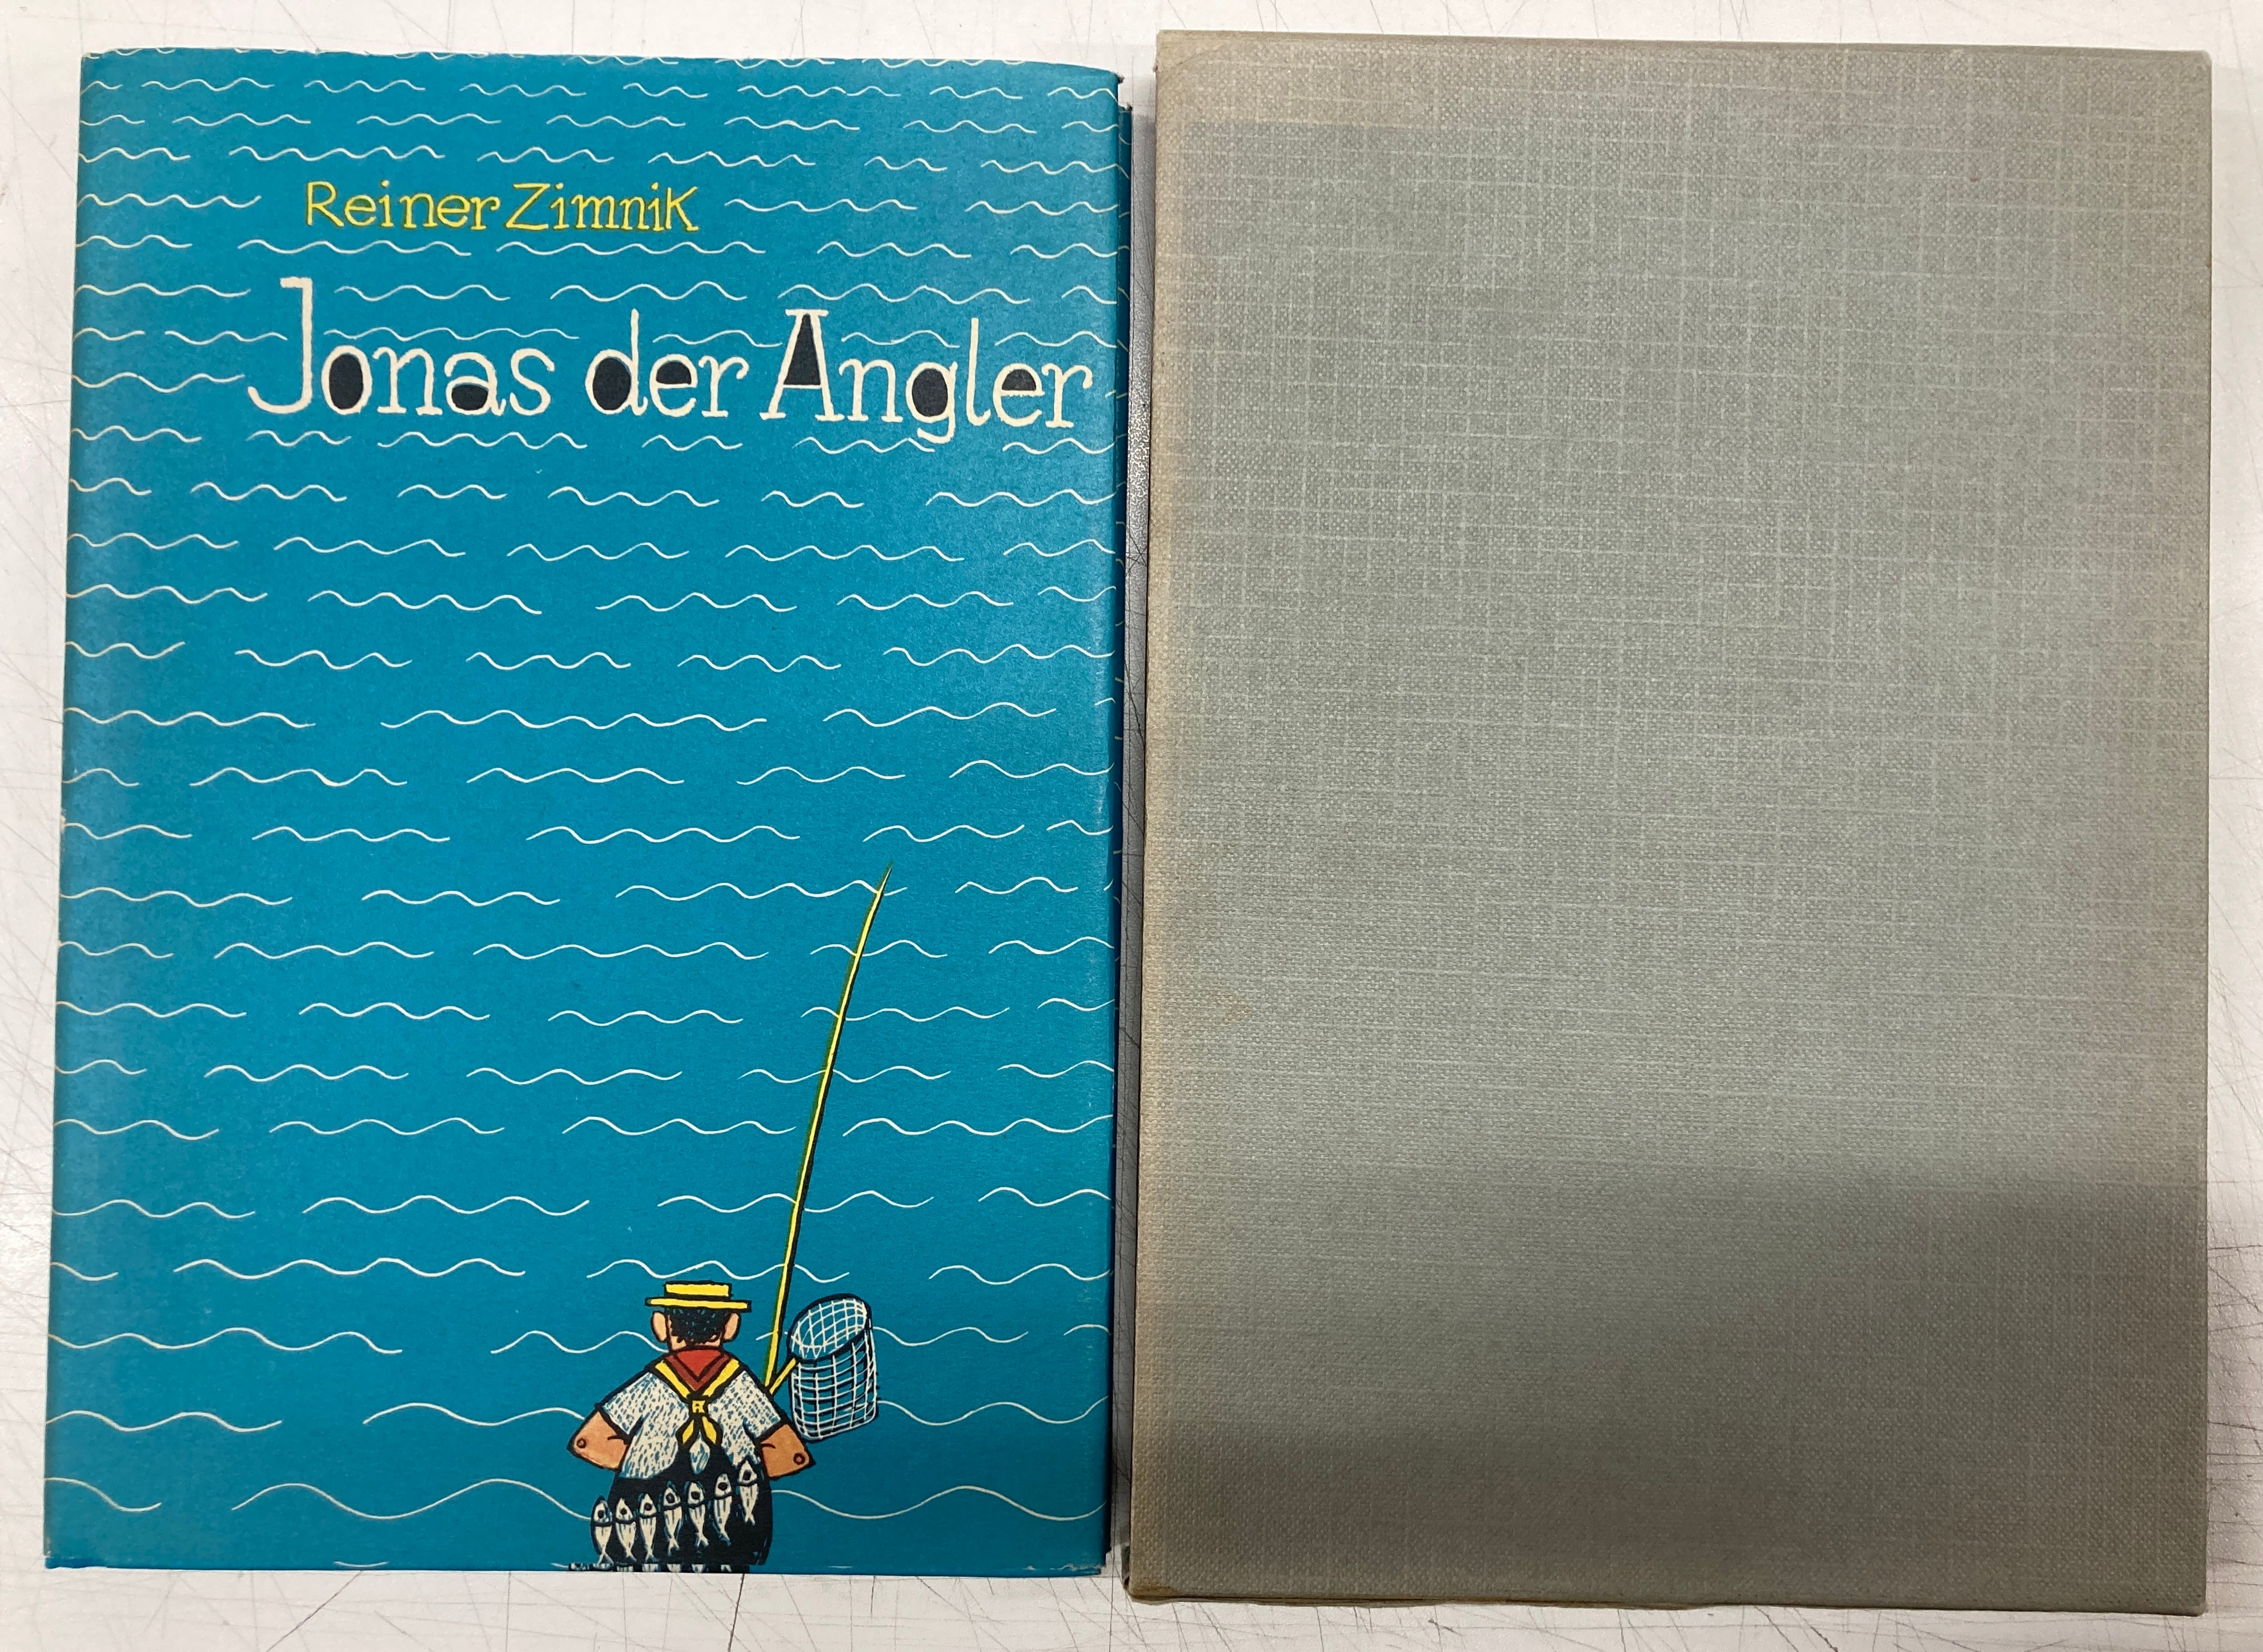 Reiner Zimnik
Jonas der Angler